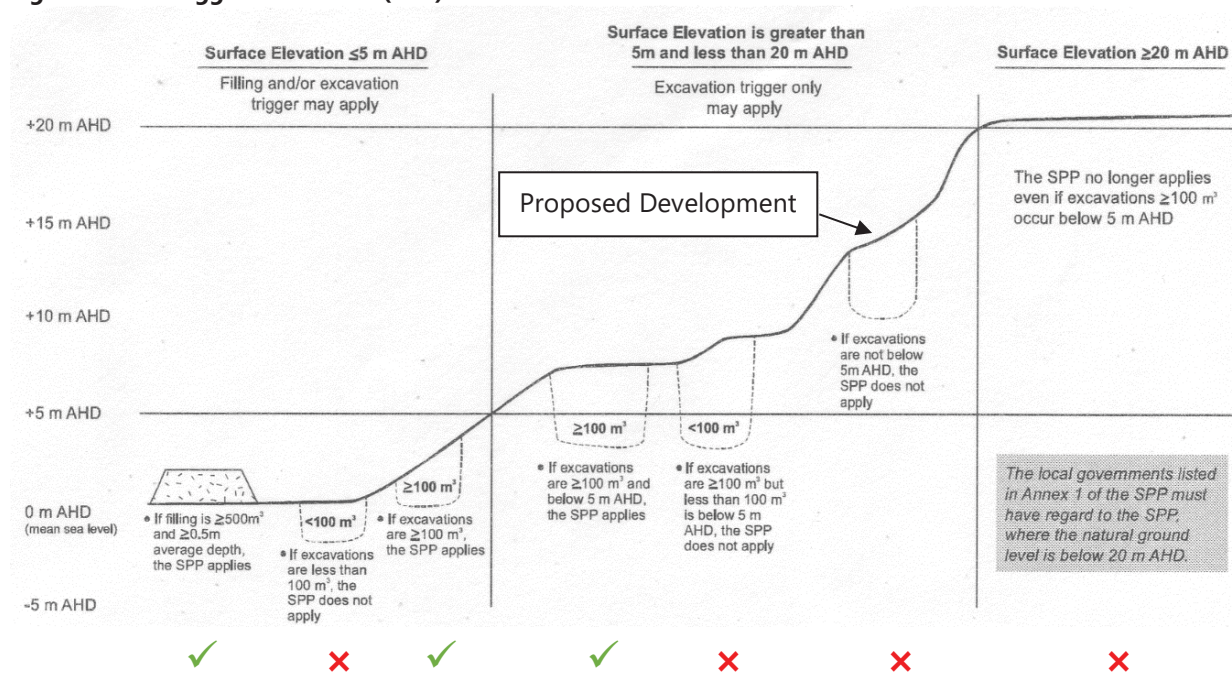 Surface Elevation ≤5 m AHD
Filling and/or excavation
trigger may apply
Surface Elevation is greater than
5m and less than 20 m AHD
Excavation trigger only
may apply
Surface Elevation ≥20 m AHD
+20 m AHD
+15 m AHD
+10 m AHD
+5 m AHD
0 m AHD
(mean sea level)
-5 m AHD
Proposed Development
The SPP no longer applies
even if excavations ≥100 m³
occur below 5 m AHD
• If filling is ≥500m³
and ≥0.5m
average depth,
the SPP applies
<100 m³
• If excavations
are less than
100 m³, the
SPP does not
apply
≥100 m³
• If excavations
are ≥100 m³,
the SPP applies
≥100 m³
• If excavations
are ≥100 m³ and
below 5 m AHD,
the SPP applies
<100 m³
• If excavations
are ≥100 m³ but
less than 100 m³
is below 5 m
AHD, the SPP
does not apply
• If excavations
are not below
5m AHD, the
SPP does not
apply
The local governments listed
in Annex 1 of the SPP must
have regard to the SPP,
where the natural ground
level is below 20 m AHD.